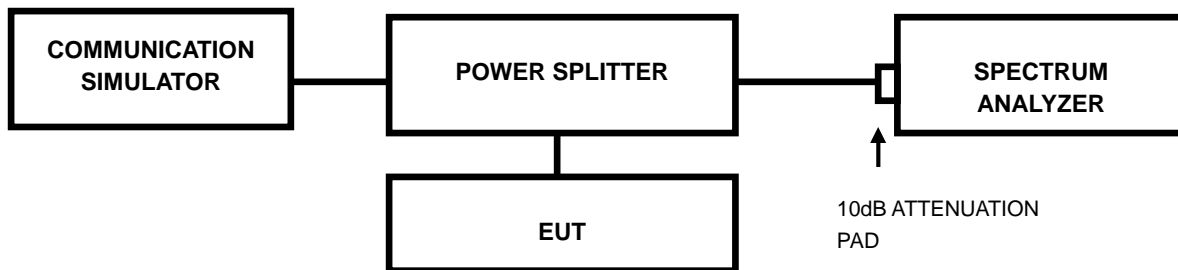 COMMUNICATION
SIMULATOR
POWER SPLITTER
SPECTRUM
ANALYZER
EUT
10dB ATTENUATION
PAD